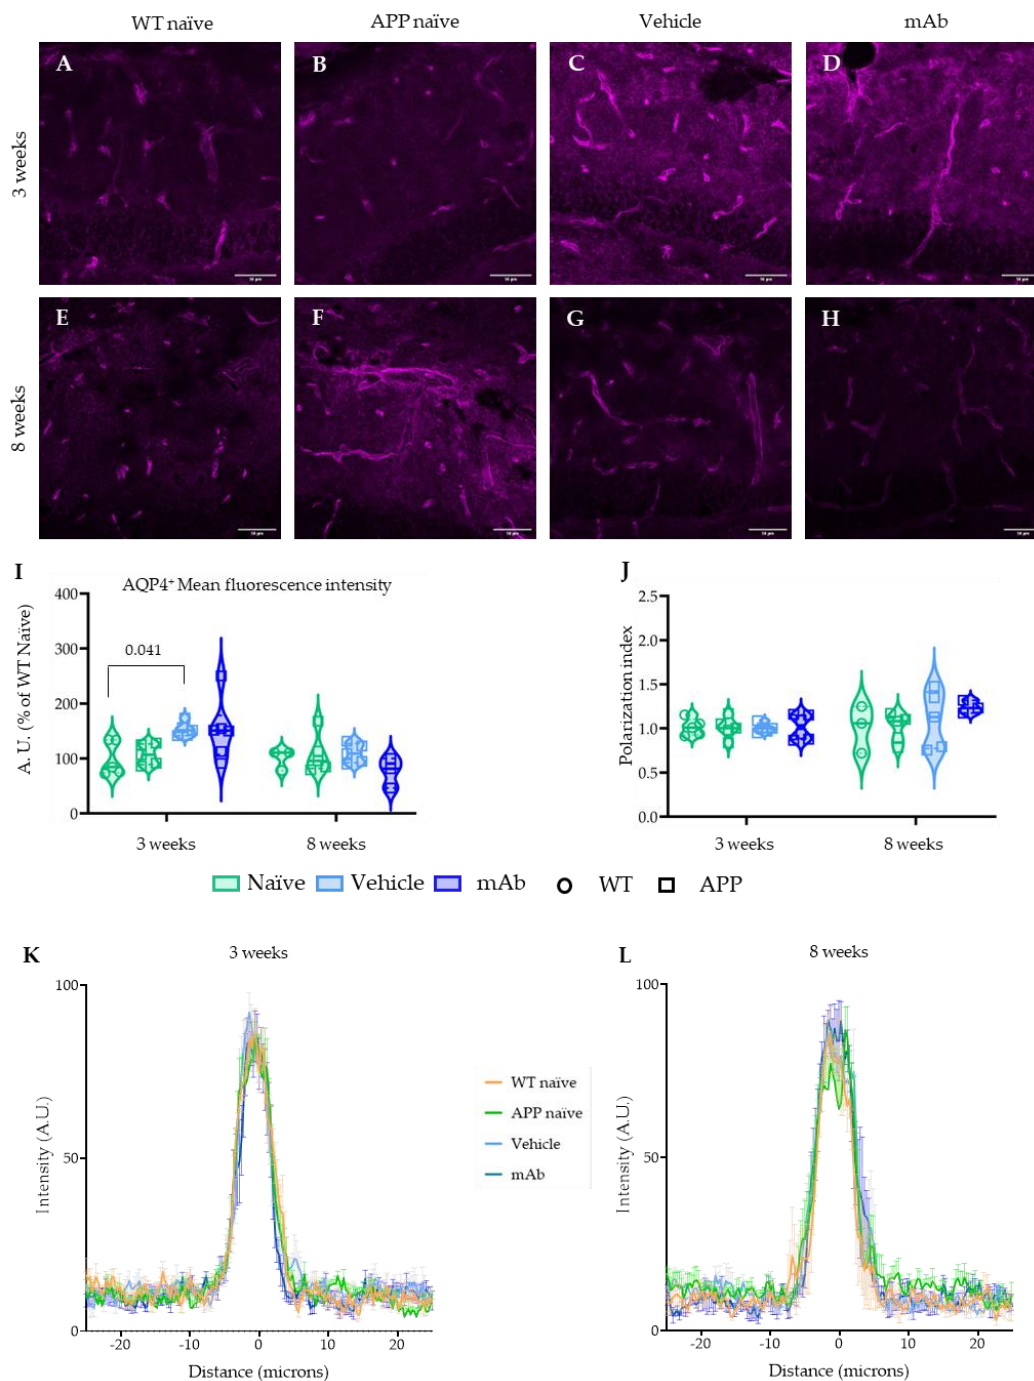 WT naïve APP naïve Vehicle mAb
3 weeks
A B C D
8 weeks
E F G H
I
AQP4⁺ Mean fluorescence intensity
A. U. (% of WT Naïve)
400
300
200
100
0
0.041
3 weeks 8 weeks
J
Polarization index
2.5
2.0
1.5
1.0
0.5
0.0
3 weeks 8 weeks
Naïve Vehicle mAb WT APP
K
3 weeks
Intensity (A.U.)
100
50
0
-20 -10 0 10 20
Distance (microns)
WT naïve
APP naïve
Vehicle
mAb
L
8 weeks
Intensity (A.U.)
100
50
0
-20 -10 0 10 20
Distance (microns)